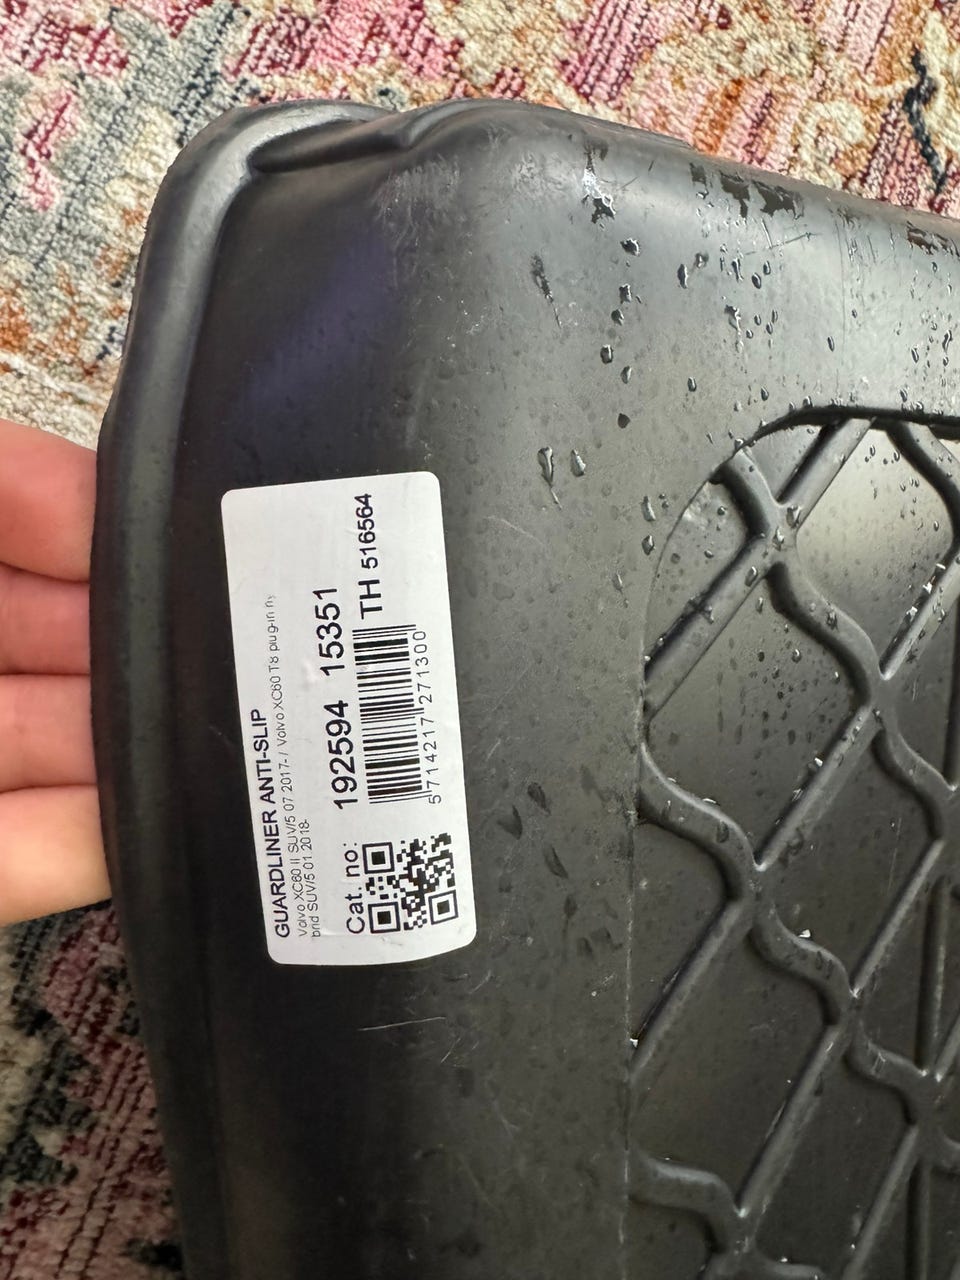 GUARDLINER ANTI-SLIP
Volvo XC60 II SUV/5 07 2017- / Volvo XC60 T8 plug-in hy
brid SUV/5 01 2018-
Cat. no: 192594 15351
TH 516564
5714217271300